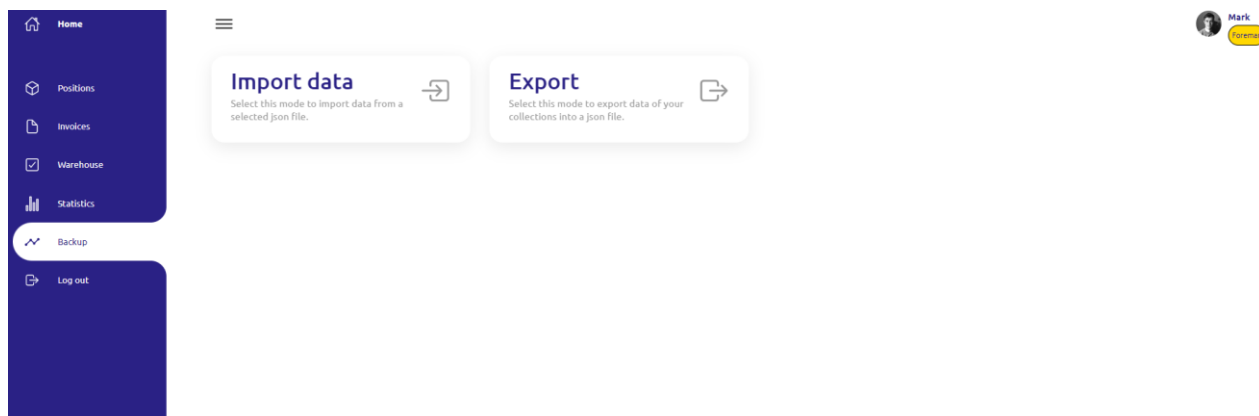 Home
Positions
Invoices
Warehouse
Statistics
Backup
Log out
Import data
Select this mode to import data from a
selected json file.
Export
Select this mode to export data of your
collections into a json file.
Mark